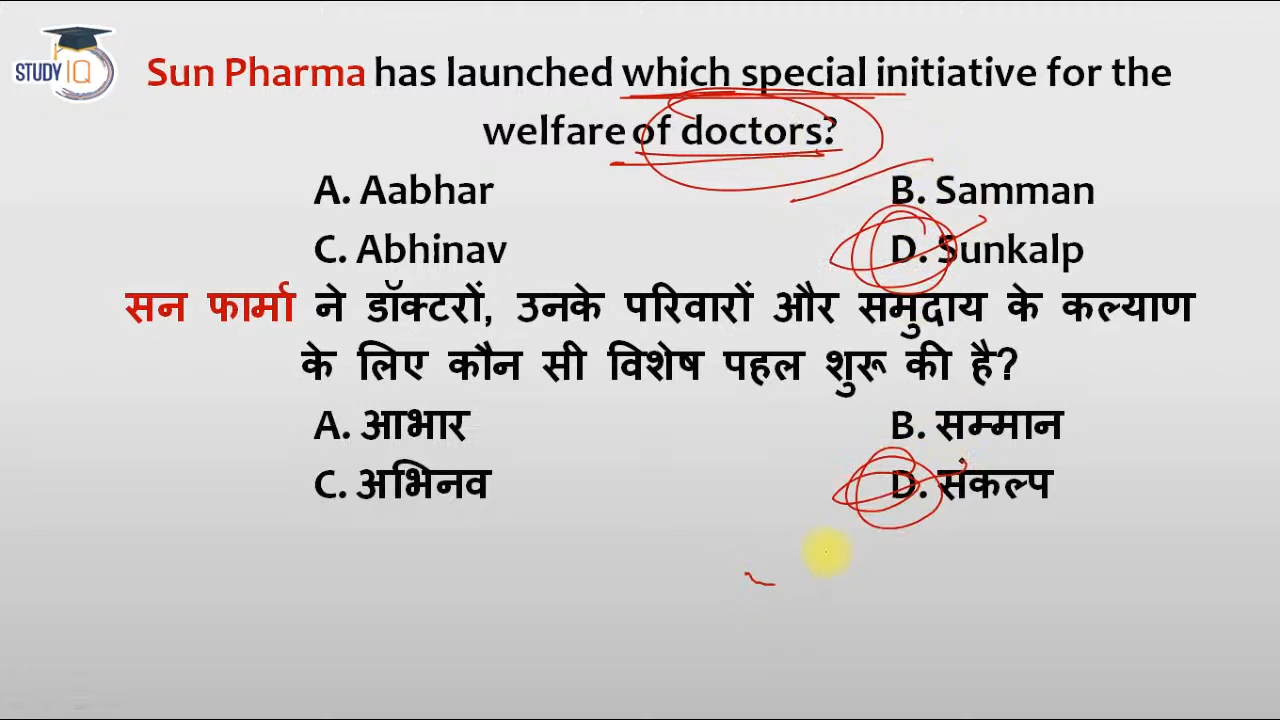 STUDY IQ
Sun Pharma has launched which special initiative for the
welfare of doctors?
A. Aabhar B. Samman
C. Abhinav D. Sunkalp
सन फार्मा ने डॉक्टरों, उनके परिवारों और समुदाय के कल्याण
के लिए कौन सी विशेष पहल शुरू की है?
A. आभार B. सम्मान
C. अभिनव D. संकल्प